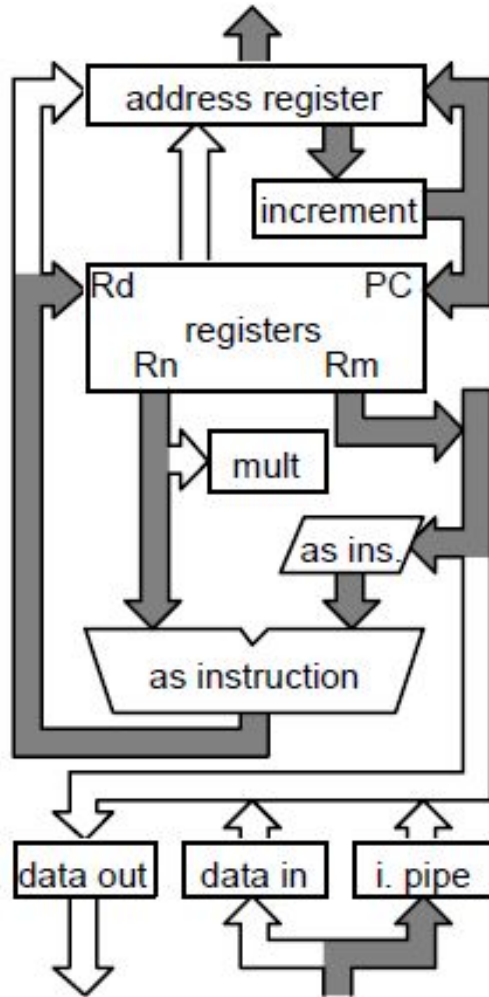 address register
increment
Rd PC
registers
Rn Rm
mult
as ins.
as instruction
data out data in i. pipe